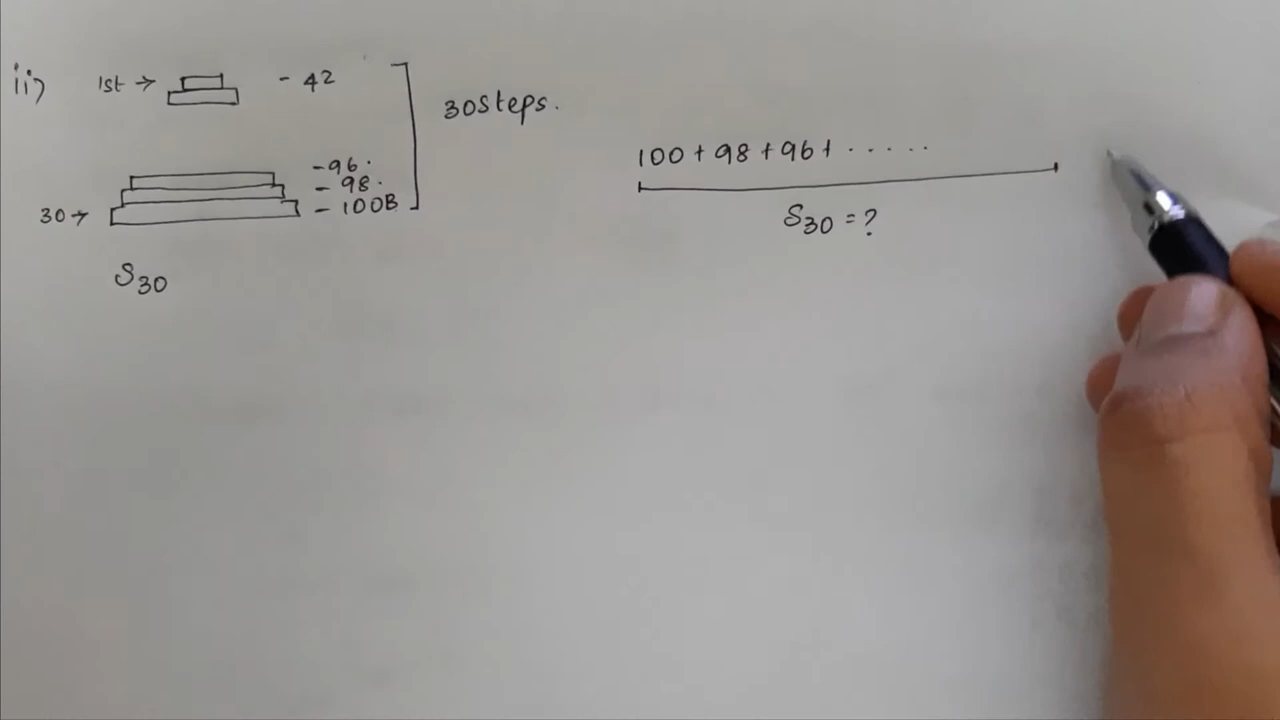 ii) 1st → - 42
30steps.
100 + 98 + 96 + ......
- 96.
- 98.
30 → - 100B
S30 = ?
S30